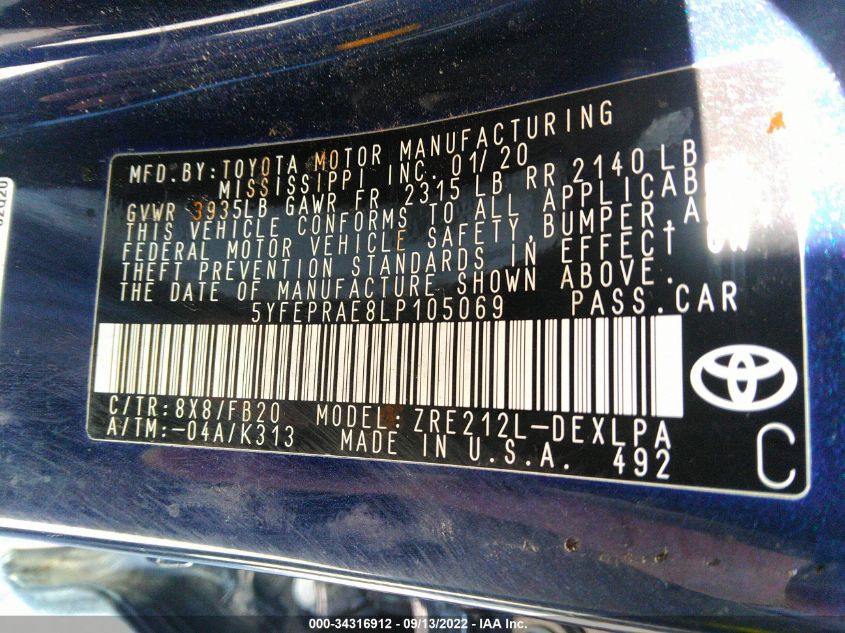 MFD.BY:TOYOTA MOTOR MANUFACTURING
MISSISSIPPI INC. 01/20
GVWR 3935LB GAWR FR 2315 LB RR 2140LB
THIS VEHICLE CONFORMS TO ALL
FEDERAL MOTOR VEHICLE SAFETY,BUMPER,
THEFT PREVENTION STANDARDS IN EFFECT
THE DATE OF MANUFACTURE SHOWN ABOVE.
5YFEPRAE8LP105069 PASS.CAR
C/TR:8X8/FB20 MODEL:ZRE212L-DEXLPA
A/TM:-04A/K313 MADE IN U.S.A. 492
C
000-34316912 - 09/13/2022 - IAA Inc.